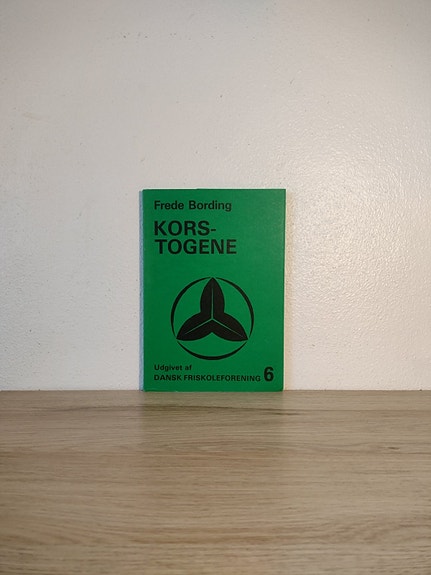 Frede Bording
KORS-
TOGENE
Udgivet af
DANSK FRISKOLEFORENING 6